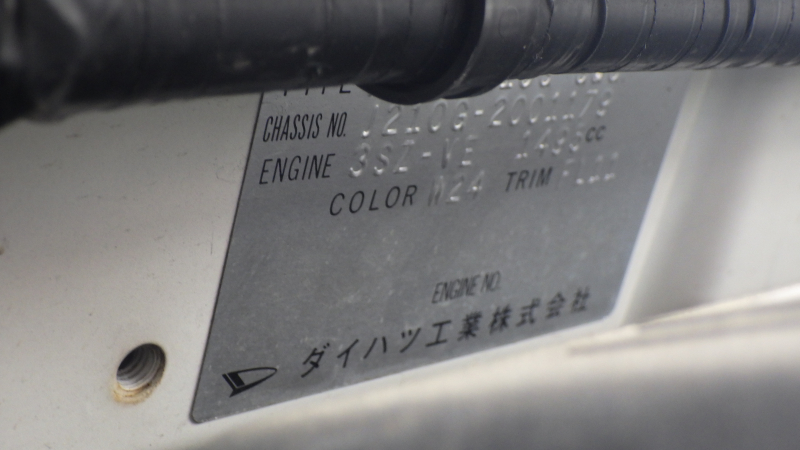 TYPE
CHASSIS NO. J210G-2001179
ENGINE 3SZ-VE 1495cc
COLOR W24 TRIM
ENGINE NO.
ダイハツ工業株式会社